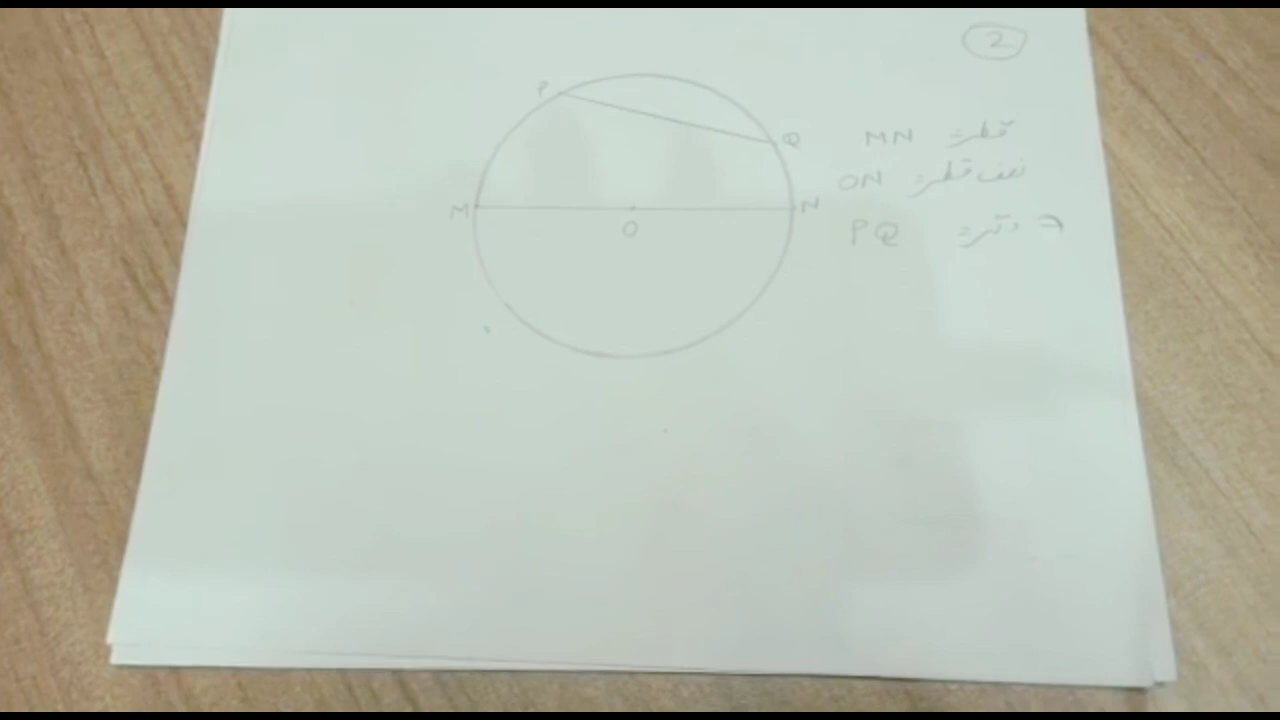 2
P
Q
M
O
N
قطر = MN
نصف قطر = ON
وتر = PQ